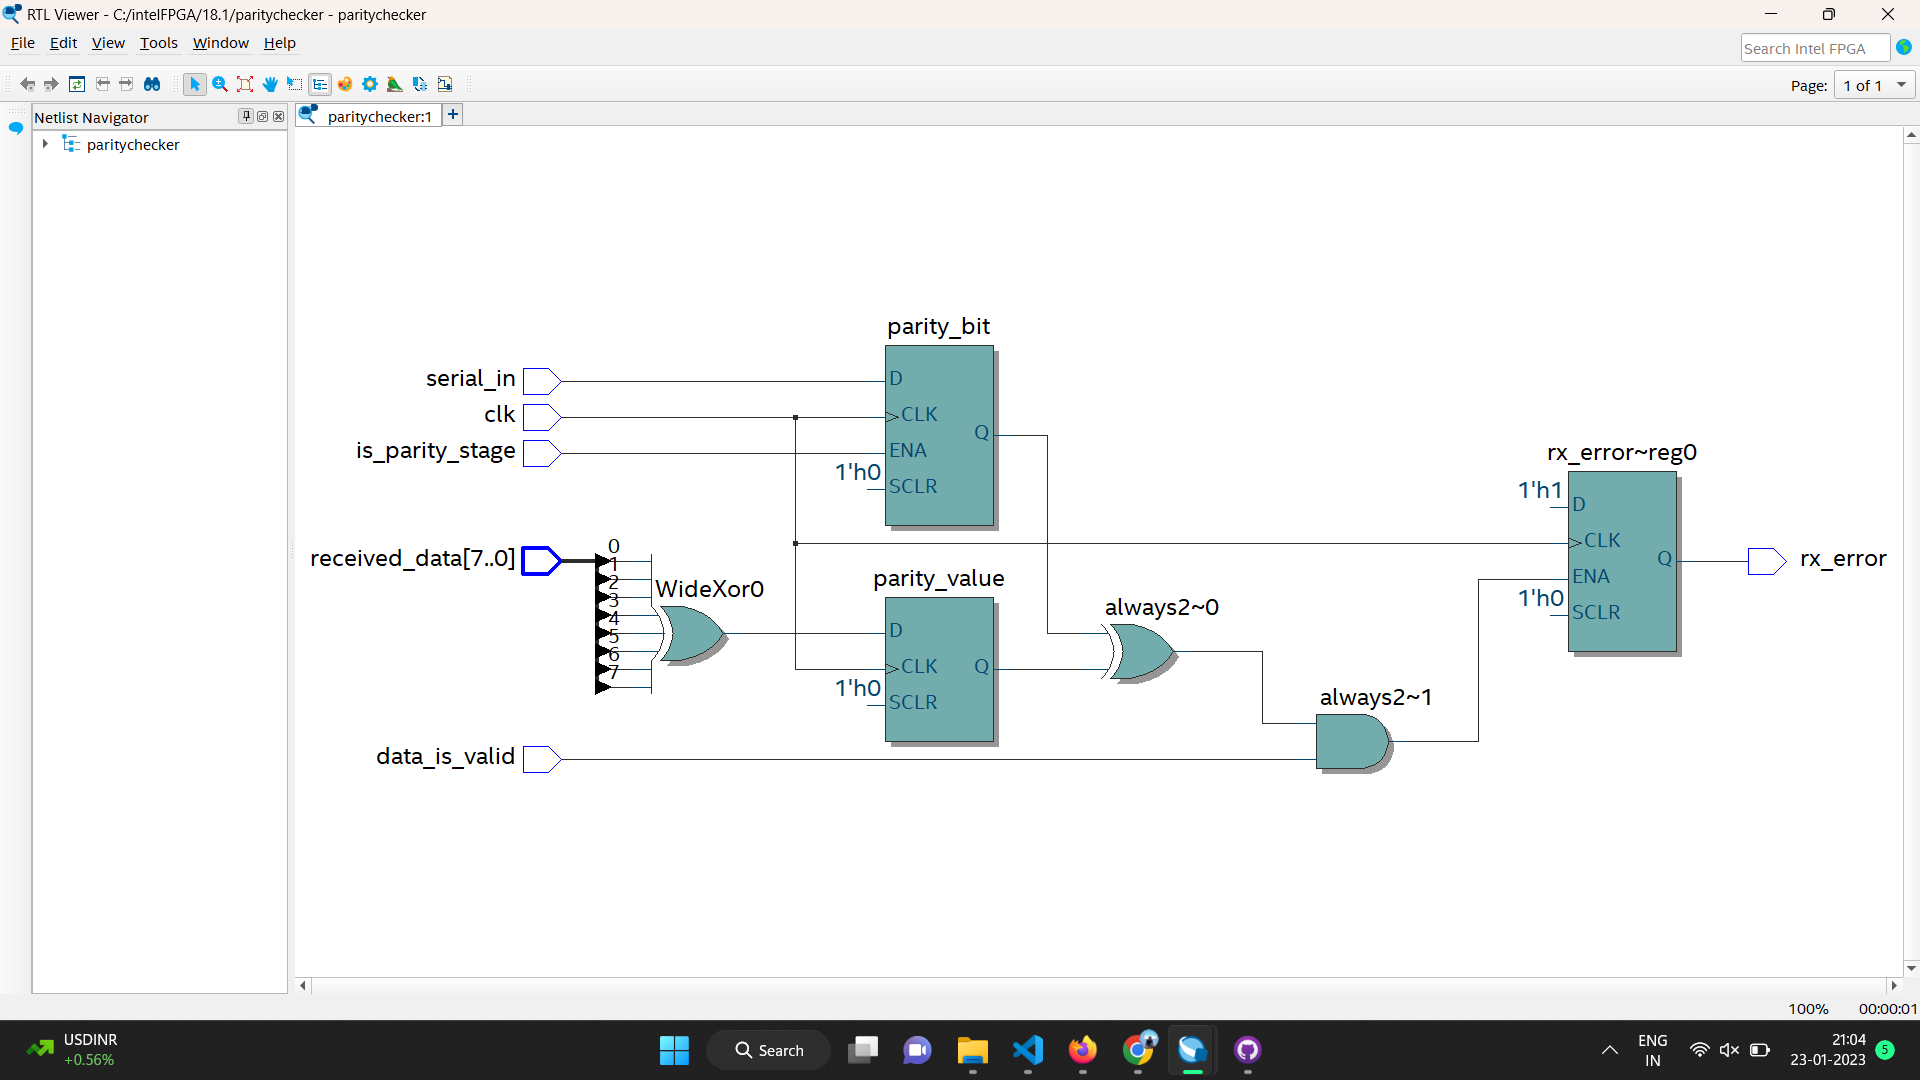 RTL Viewer - C:/intelFPGA/18.1/paritychecker - paritychecker
File Edit View Tools Window Help
Search Intel FPGA
Page: 1 of 1
Netlist Navigator
paritychecker:1
paritychecker
parity_bit
serial_in
D
clk
CLK
Q
is_parity_stage
ENA
1'h0
SCLR
rx_error~reg0
1'h1
D
CLK
Q
rx_error
ENA
1'h0
SCLR
received_data[7..0]
0
1
2
3
4
5
6
7
WideXor0
parity_value
D
CLK
Q
1'h0
SCLR
always2~0
always2~1
data_is_valid
100% 00:00:01
USDINR
+0.56%
Search
ENG
IN
21:04
23-01-2023
5